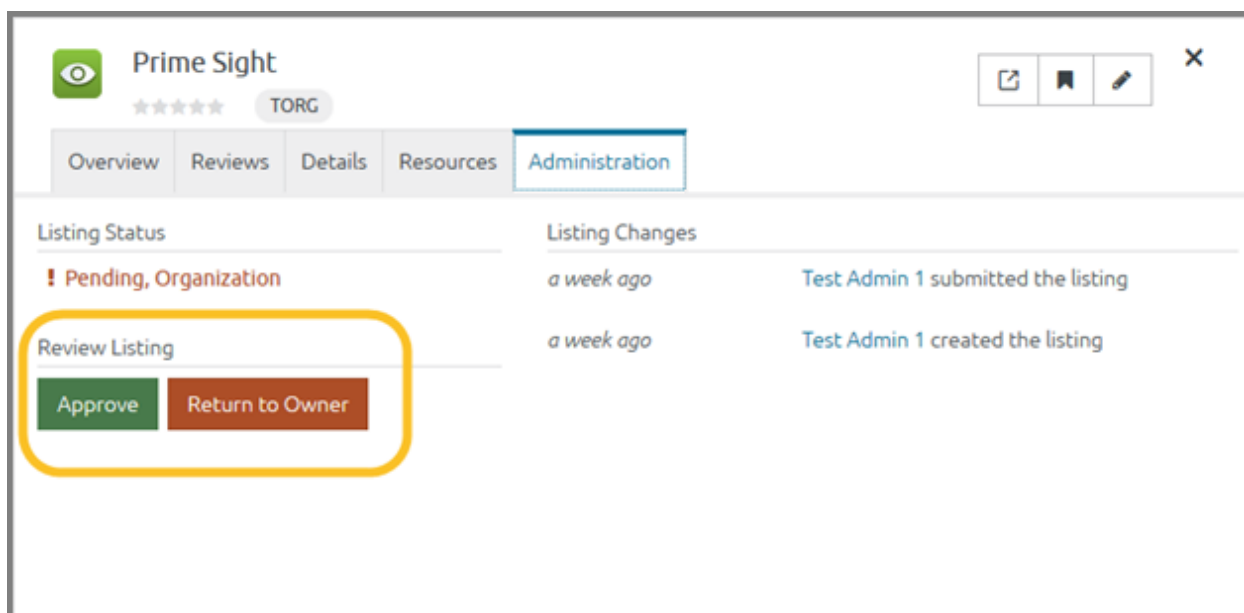 Prime Sight
TORG
Overview Reviews Details Resources Administration
Listing Status
! Pending, Organization
Review Listing
Approve Return to Owner
Listing Changes
a week ago Test Admin 1 submitted the listing
a week ago Test Admin 1 created the listing